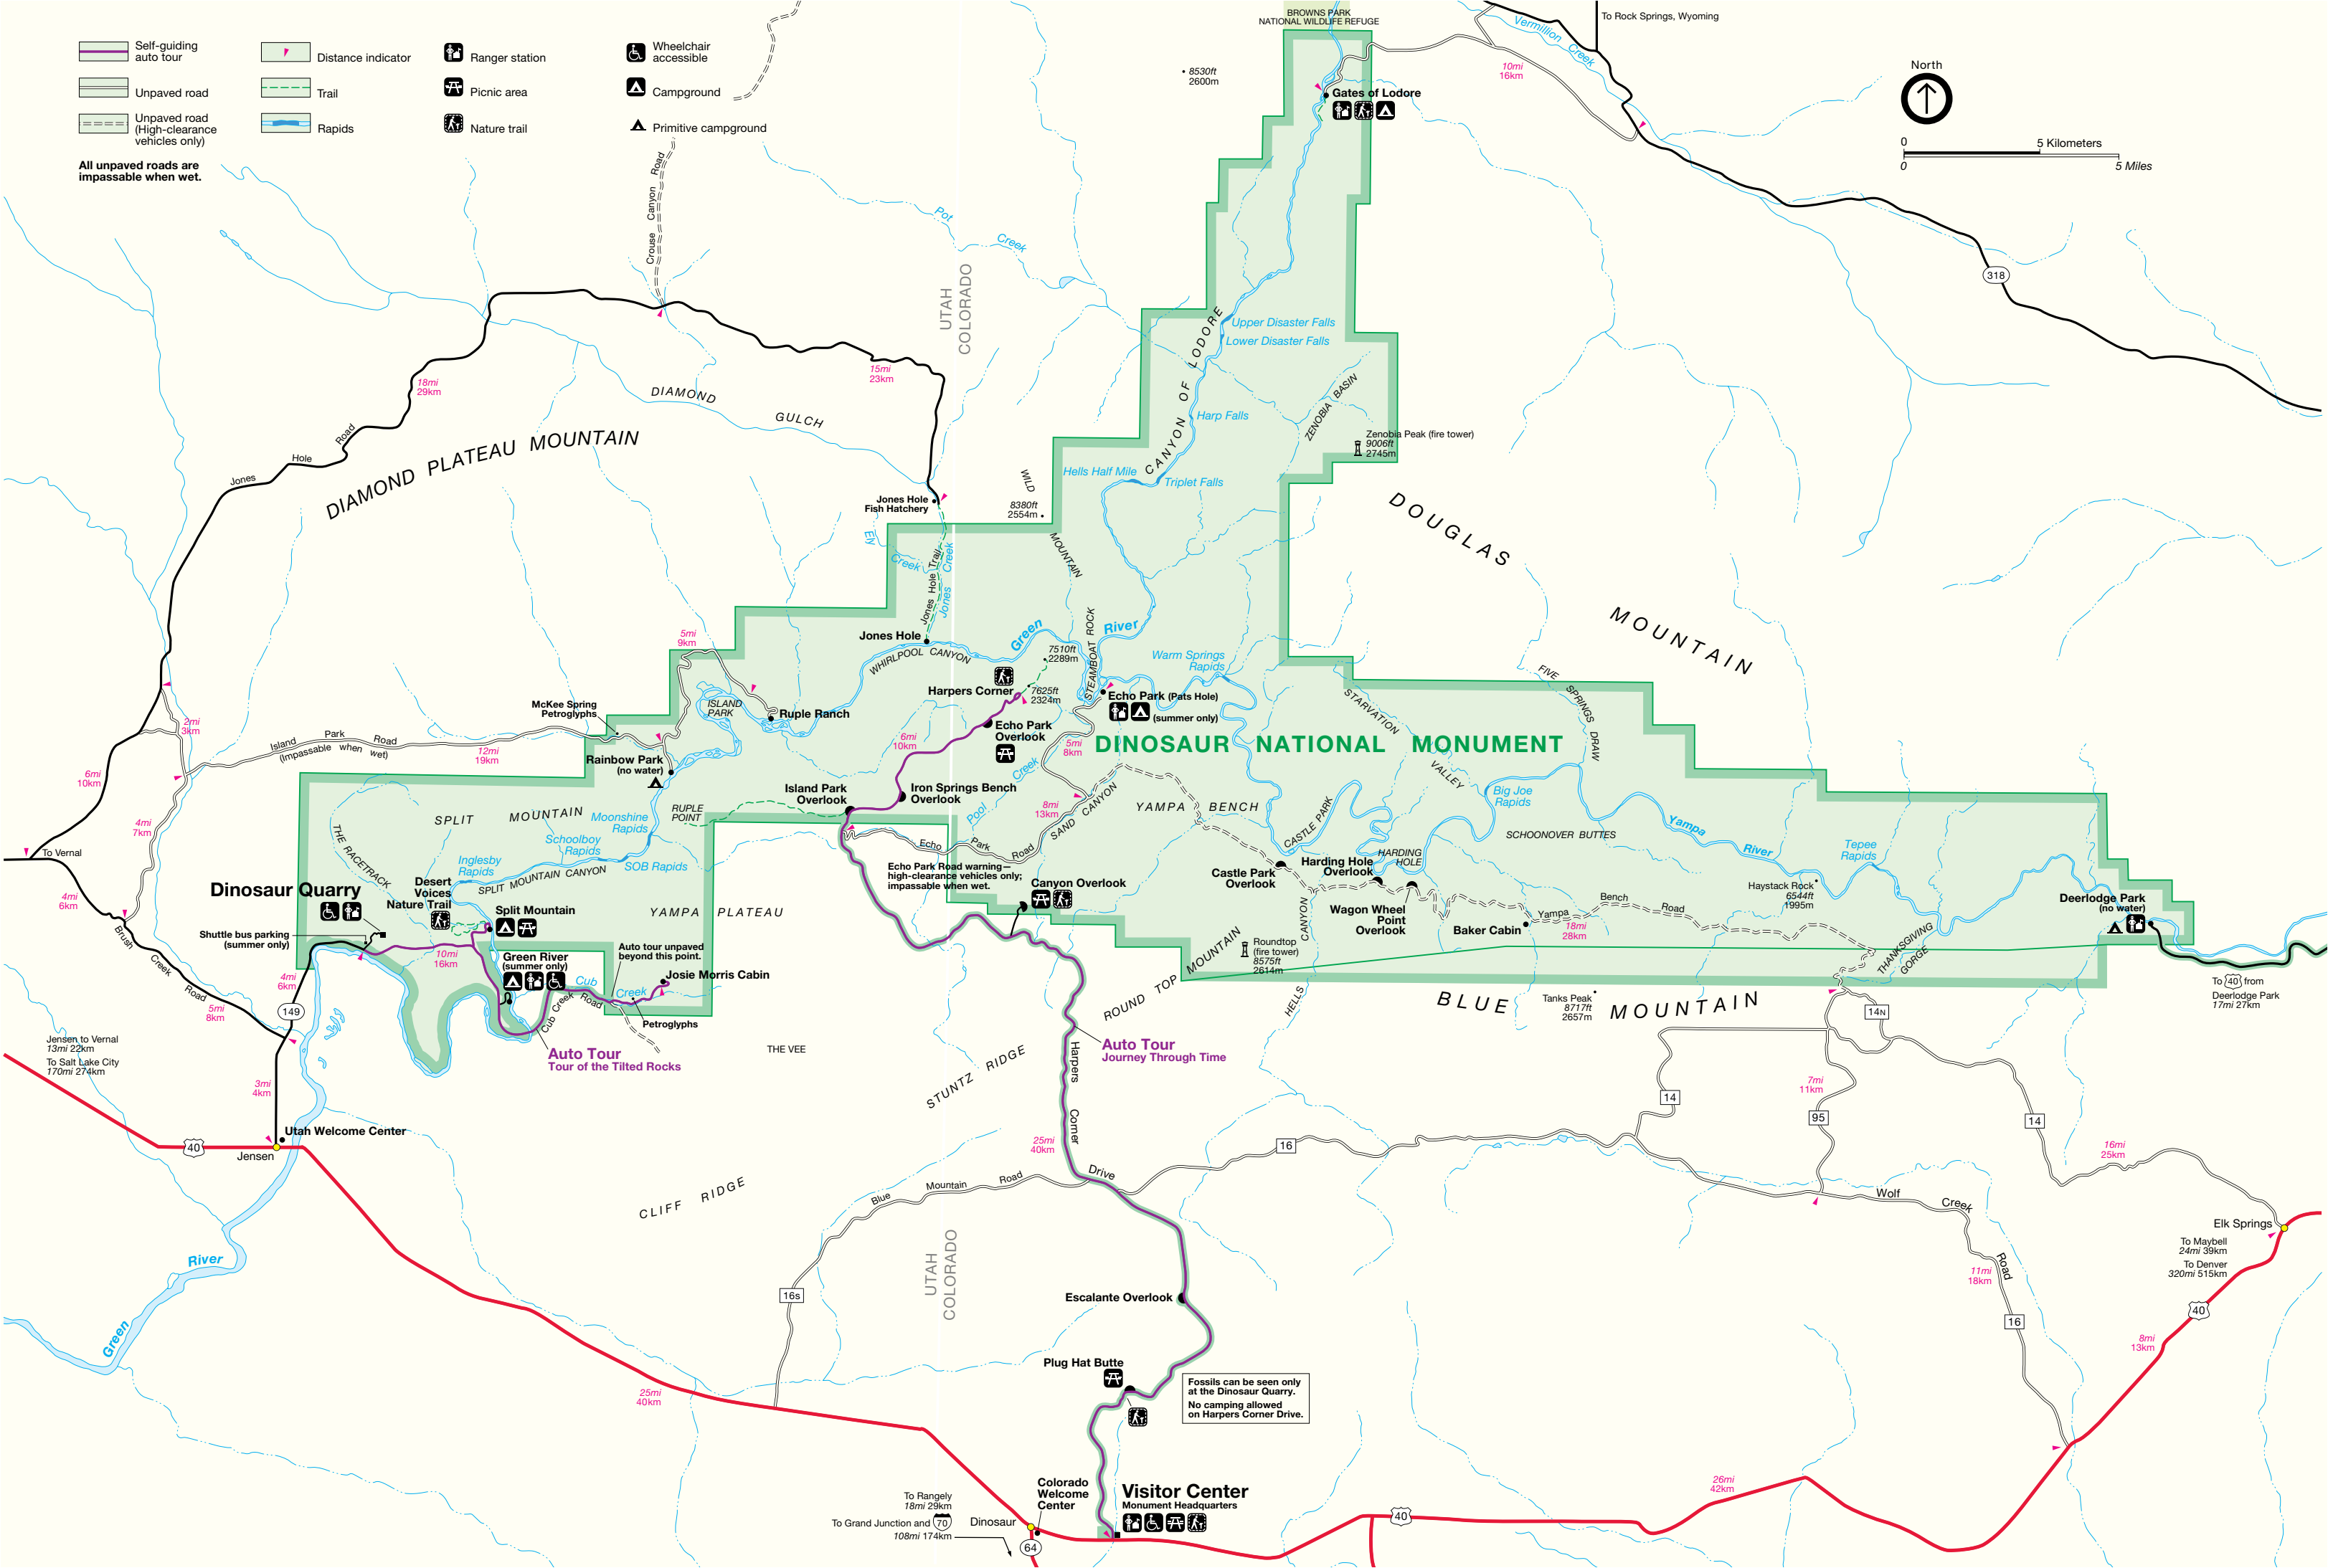 BROWNS PARK
NATIONAL WILDLIFE REFUGE
To Rock Springs, Wyoming
Vermillion Creek
Self-guiding
auto tour
Unpaved road
Unpaved road
(High-clearance
vehicles only)
All unpaved roads are
impassable when wet.
Distance indicator
Trail
Rapids
Ranger station
Picnic area
Nature trail
Wheelchair
accessible
Campground
Primitive campground
North
0
5 Kilometers
0
5 Miles
8530ft
2600m
10mi
16km
Gates of Lodore
Crouse Canyon Road
Pot
Creek
UTAH
COLORADO
318
Upper Disaster Falls
Lower Disaster Falls
CANYON OF LODORE
Harp Falls
ZENOBIA BASIN
Zenobia Peak (fire tower)
9006ft
2745m
Hells Half Mile
Triplet Falls
15mi
23km
18mi
29km
DIAMOND
GULCH
DIAMOND PLATEAU MOUNTAIN
Jones
Hole
Road
Jones Hole
Fish Hatchery
WILD
8380ft
2554m
MOUNTAIN
DOUGLAS
MOUNTAIN
Ely
Creek
Jones Hole Trail
Jones Creek
Jones Hole
WHIRLPOOL CANYON
Green
River
STEAMBOAT ROCK
7510ft
2289m
Harpers Corner
7625ft
2324m
Warm Springs
Rapids
Echo Park (Pats Hole)
(summer only)
5mi
9km
McKee Spring
Petroglyphs
ISLAND
PARK
Ruple Ranch
2mi
3km
Island Park Road
(Impassable when wet)
12mi
19km
Rainbow Park
(no water)
6mi
10km
Echo Park
Overlook
5mi
8km
DINOSAUR NATIONAL MONUMENT
STARVATION
VALLEY
FIVE SPRINGS DRAW
6mi
10km
4mi
7km
Island Park
Overlook
Iron Springs Bench
Overlook
Pool
Creek
8mi
13km
SAND CANYON
YAMPA BENCH
CASTLE PARK
Big Joe
Rapids
SCHOONOVER BUTTES
Yampa
River
Tepee
Rapids
SPLIT
MOUNTAIN
Moonshine
Rapids
RUPLE
POINT
Schoolboy
Rapids
SOB Rapids
Inglesby
Rapids
SPLIT MOUNTAIN CANYON
THE RACETRACK
To Vernal
Echo
Park
Road
Echo Park Road warning—
high-clearance vehicles only;
impassable when wet.
Castle Park
Overlook
Harding Hole
Overlook
HARDING
HOLE
Haystack Rock
6544ft
1995m
Deerlodge Park
(no water)
4mi
6km
Dinosaur Quarry
Desert
Voices
Nature Trail
Split Mountain
YAMPA PLATEAU
Canyon Overlook
Wagon Wheel
Point
Overlook
Baker Cabin
Yampa
Bench
Road
18mi
28km
THANKSGIVING
GORGE
Shuttle bus parking
(summer only)
10mi
16km
Green River
(summer only)
Auto tour unpaved
beyond this point.
Josie Morris Cabin
Cub
Creek
Cub Creek Road
Petroglyphs
Roundtop
(fire tower)
8575ft
2614m
ROUND TOP MOUNTAIN
HELLS
CANYON
Tanks Peak
8717ft
2657m
BLUE
MOUNTAIN
To 40 from
Deerlodge Park
17mi 27km
Brush
Creek
Road
5mi
8km
4mi
6km
149
14N
Jensen to Vernal
13mi 22km
To Salt Lake City
170mi 274km
Auto Tour
Tour of the Tilted Rocks
THE VEE
STUNTZ RIDGE
Auto Tour
Journey Through Time
3mi
4km
Utah Welcome Center
40
Jensen
Harpers
Corner
Drive
25mi
40km
16
14
7mi
11km
95
14
16mi
25km
CLIFF RIDGE
Blue
Mountain
Road
Wolf
Creek
Road
Elk Springs
To Maybell
24mi 39km
To Denver
320mi 515km
River
Green
UTAH
COLORADO
16s
Escalante Overlook
11mi
18km
16
40
8mi
13km
25mi
40km
Plug Hat Butte
Fossils can be seen only
at the Dinosaur Quarry.
No camping allowed
on Harpers Corner Drive.
26mi
42km
Colorado
Welcome
Center
Visitor Center
Monument Headquarters
To Rangely
18mi 29km
To Grand Junction and 70
108mi 174km
Dinosaur
64
40